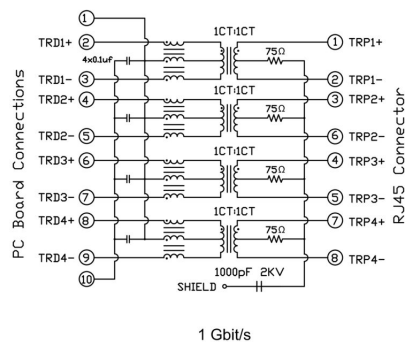 1
1CT:1CT
TRD1+ 2 1 TRP1+
75Ω
4x0.1uf
TRD1- 3 2 TRP1-
1CT:1CT
TRD2+ 4 3 TRP2+
75Ω
TRD2- 5 6 TRP2-
1CT:1CT
TRD3+ 6 4 TRP3+
75Ω
TRD3- 7 5 TRP3-
1CT:1CT
TRD4+ 8 7 TRP4+
75Ω
TRD4- 9 8 TRP4-
10
1000pF 2KV
SHIELD
PC Board Connections
RJ45 Connector
1 Gbit/s